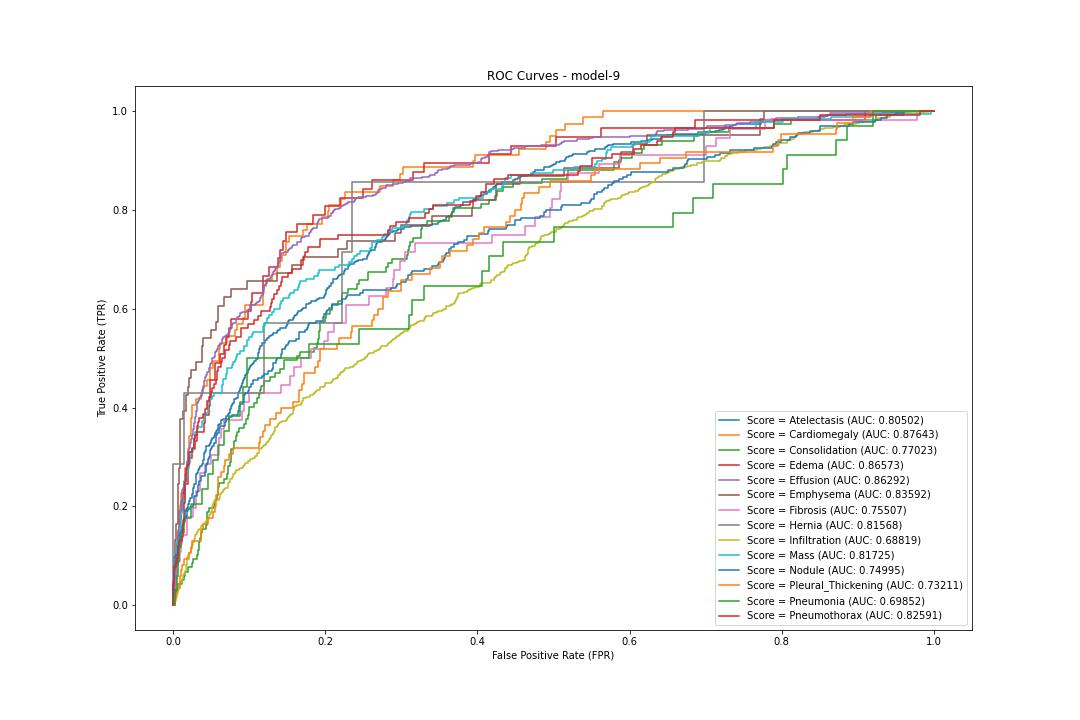 ROC Curves - model-9
True Positive Rate (TPR)
1.0
0.8
0.6
0.4
0.2
0.0
0.0 0.2 0.4 0.6 0.8 1.0
False Positive Rate (FPR)
Score = Atelectasis (AUC: 0.80502)
Score = Cardiomegaly (AUC: 0.87643)
Score = Consolidation (AUC: 0.77023)
Score = Edema (AUC: 0.86573)
Score = Effusion (AUC: 0.86292)
Score = Emphysema (AUC: 0.83592)
Score = Fibrosis (AUC: 0.75507)
Score = Hernia (AUC: 0.81568)
Score = Infiltration (AUC: 0.68819)
Score = Mass (AUC: 0.81725)
Score = Nodule (AUC: 0.74995)
Score = Pleural_Thickening (AUC: 0.73211)
Score = Pneumonia (AUC: 0.69852)
Score = Pneumothorax (AUC: 0.82591)